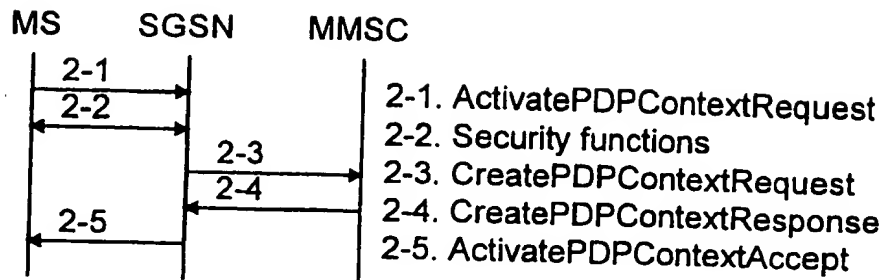 MS SGSN MMSC
2-1
2-2
2-3
2-4
2-5
2-1. ActivatePDPContextRequest
2-2. Security functions
2-3. CreatePDPContextRequest
2-4. CreatePDPContextResponse
2-5. ActivatePDPContextAccept